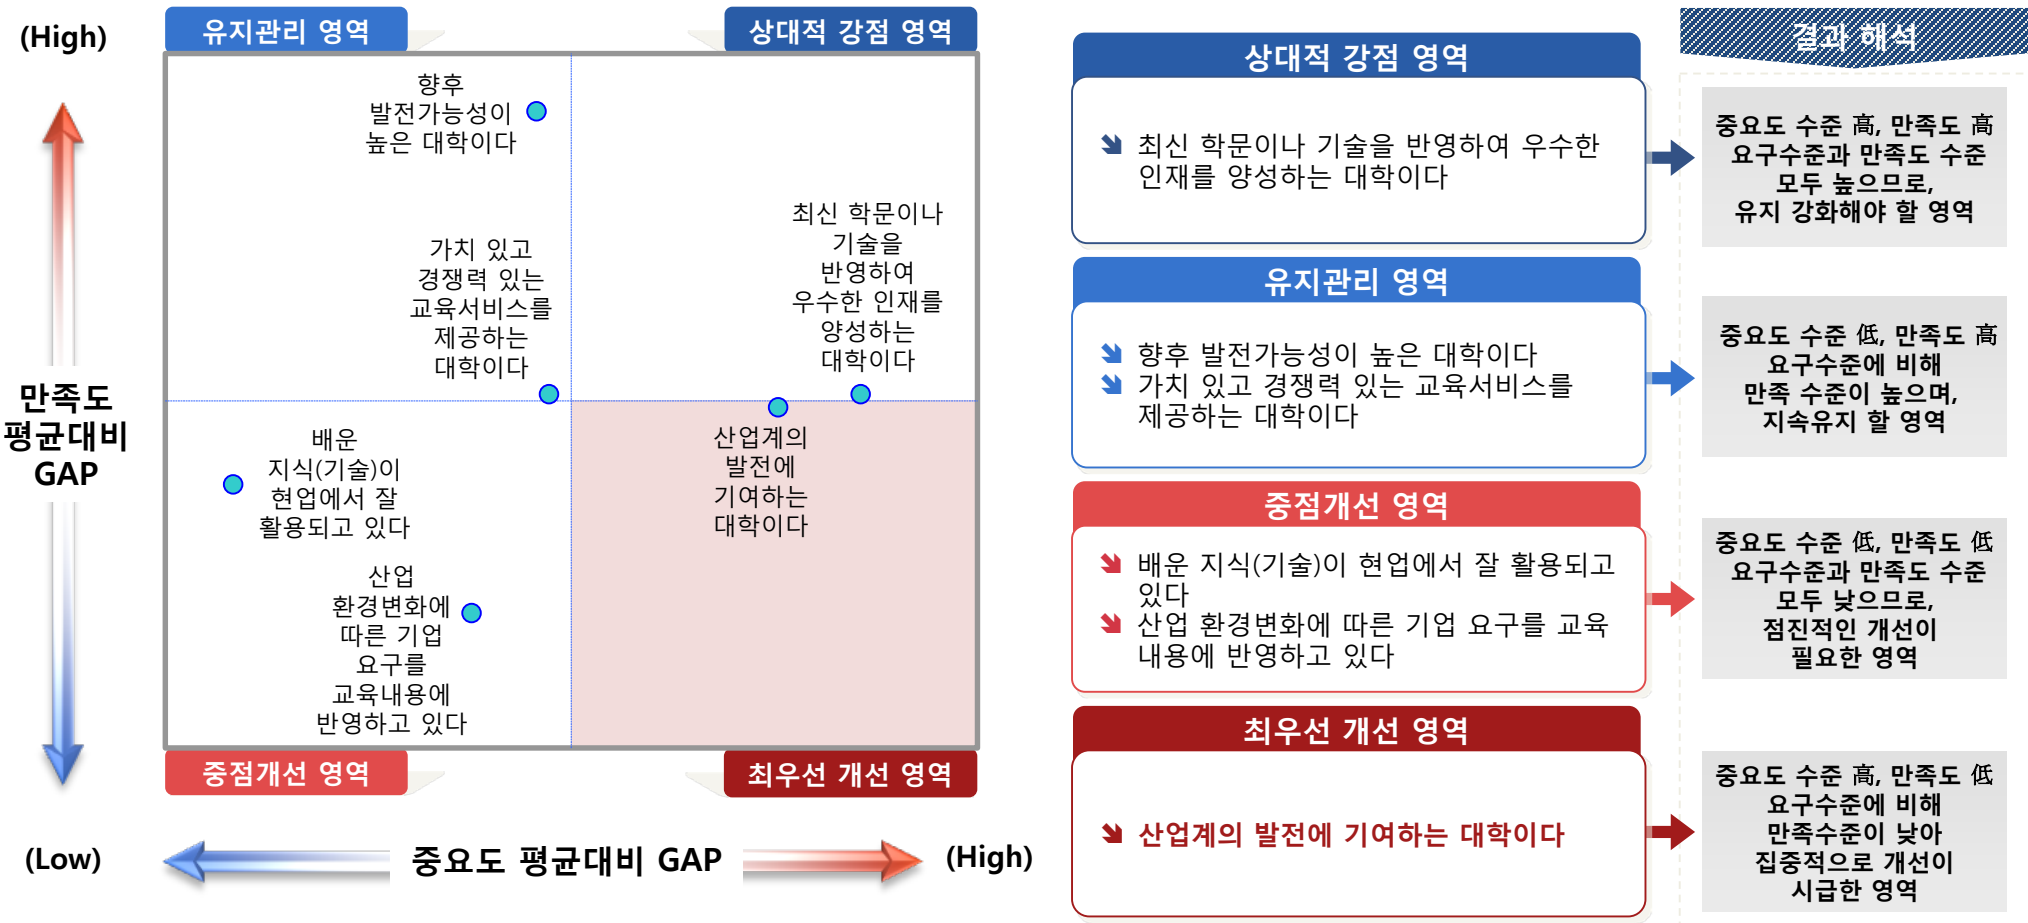 (High)
유지관리 영역
상대적 강점 영역
향후
발전가능성이
높은 대학이다
최신 학문이나
기술을
반영하여
우수한 인재를
양성하는
대학이다
가치 있고
경쟁력 있는
교육서비스를
제공하는
대학이다
만족도
평균대비
GAP
배운
지식(기술)이
현업에서 잘
활용되고 있다
산업계의
발전에
기여하는
대학이다
산업
환경변화에
따른 기업
요구를
교육내용에
반영하고 있다
중점개선 영역
최우선 개선 영역
(Low)
중요도 평균대비 GAP
(High)
결과 해석
상대적 강점 영역
최신 학문이나 기술을 반영하여 우수한
인재를 양성하는 대학이다
중요도 수준 高, 만족도 高
요구수준과 만족도 수준
모두 높으므로,
유지 강화해야 할 영역
유지관리 영역
향후 발전가능성이 높은 대학이다
가치 있고 경쟁력 있는 교육서비스를
제공하는 대학이다
중요도 수준 低, 만족도 高
요구수준에 비해
만족 수준이 높으며,
지속유지 할 영역
중점개선 영역
배운 지식(기술)이 현업에서 잘 활용되고
있다
산업 환경변화에 따른 기업 요구를 교육
내용에 반영하고 있다
중요도 수준 低, 만족도 低
요구수준과 만족도 수준
모두 낮으므로,
점진적인 개선이
필요한 영역
최우선 개선 영역
산업계의 발전에 기여하는 대학이다
중요도 수준 高, 만족도 低
요구수준에 비해
만족수준이 낮아
집중적으로 개선이
시급한 영역